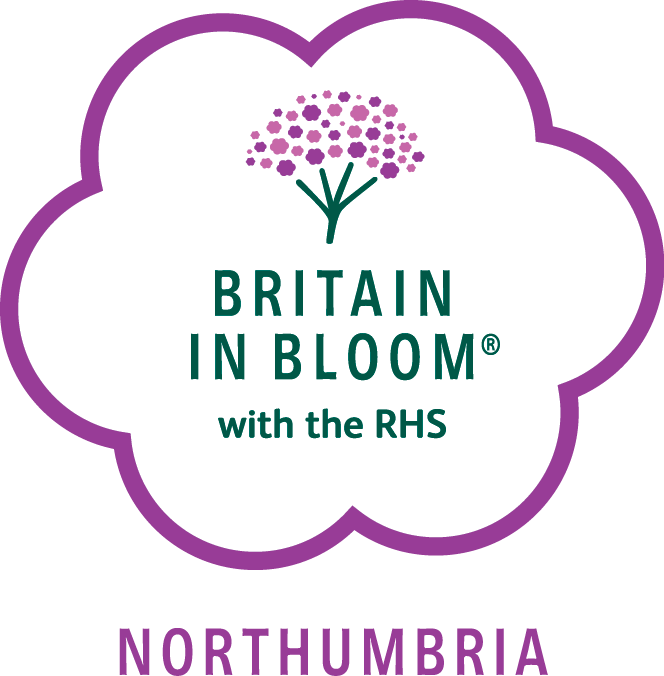 BRITAIN
IN BLOOM®
with the RHS
NORTHUMBRIA